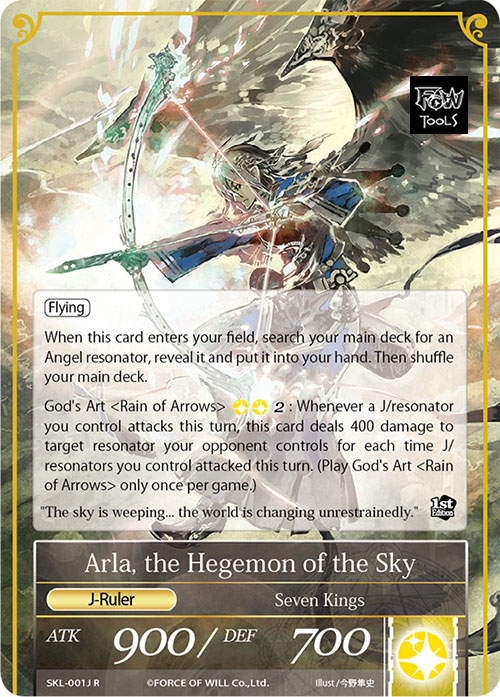 FOW
TOOLS
Flying
When this card enters your field, search your main deck for an
Angel resonator, reveal it and put it into your hand. Then shuffle
your main deck.
God's Art <Rain of Arrows> 2 : Whenever a J/resonator
you control attacks this turn, this card deals 400 damage to
target resonator your opponent controls for each time J/
resonators you control attacked this turn. (Play God's Art <Rain
of Arrows> only once per game.)
"The sky is weeping... the world is changing unrestrainedly."
1st
Edition
Arla, the Hegemon of the Sky
J-Ruler
Seven Kings
ATK 900 / DEF 700
SKL-001J R ©FORCE OF WILL Co.,Ltd. Illust / 今野隼史